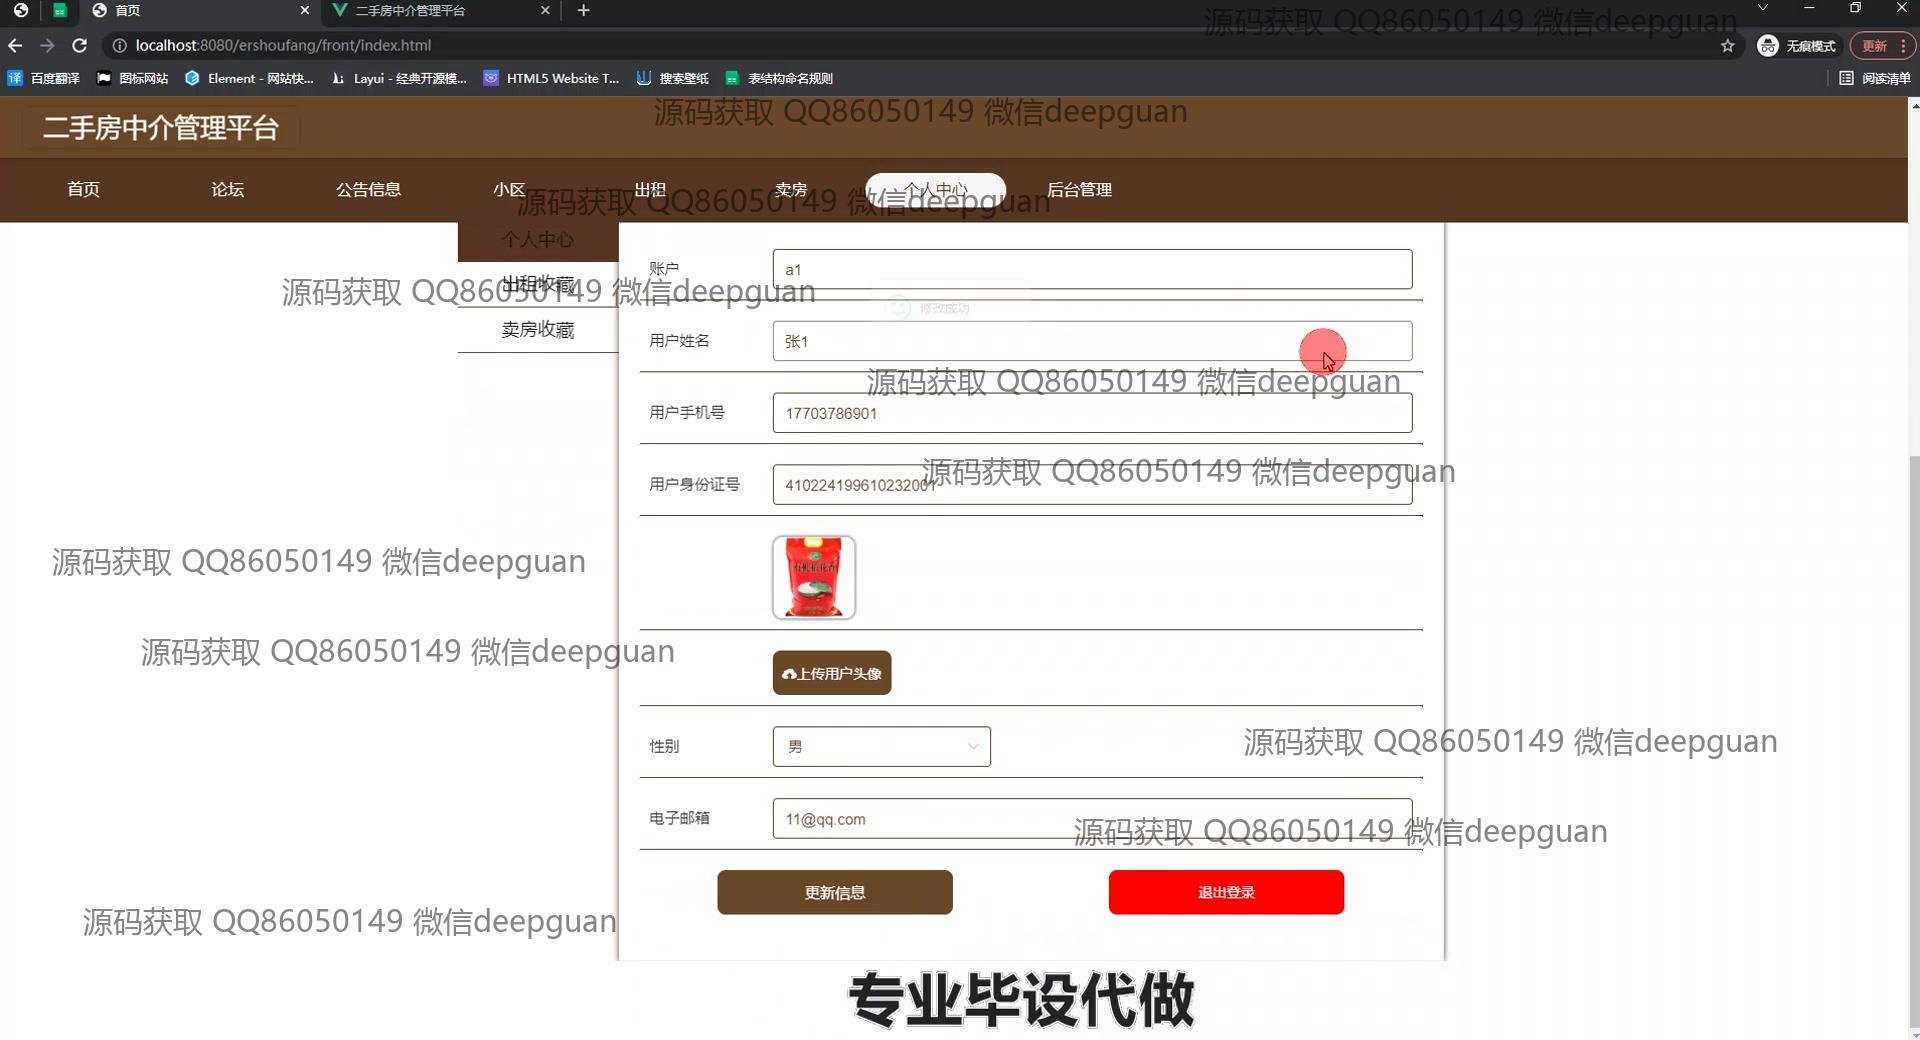 首页
二手房中介管理平台
源码获取 QQ86050149 微信deepguan
localhost:8080/ershoufang/front/index.html
无痕模式
更新
百度翻译
图标网站
Element - 网站快...
Layui - 经典开源模...
HTML5 Website T...
搜索壁纸
表结构命名规则
阅读清单
源码获取 QQ86050149 微信deepguan
二手房中介管理平台
首页
论坛
公告信息
小区
出租
卖房
个人中心
后台管理
源码获取 QQ86050149 微信deepguan
个人中心
出租收藏
卖房收藏
账户
a1
源码获取 QQ86050149 微信deepguan
修改成功
用户姓名
张1
源码获取 QQ86050149 微信deepguan
用户手机号
17703786901
源码获取 QQ86050149 微信deepguan
用户身份证号
410224199610232001
源码获取 QQ86050149 微信deepguan
源码获取 QQ86050149 微信deepguan
上传用户头像
性别
男
源码获取 QQ86050149 微信deepguan
电子邮箱
11@qq.com
源码获取 QQ86050149 微信deepguan
更新信息
退出登录
源码获取 QQ86050149 微信deepguan
专业毕设代做